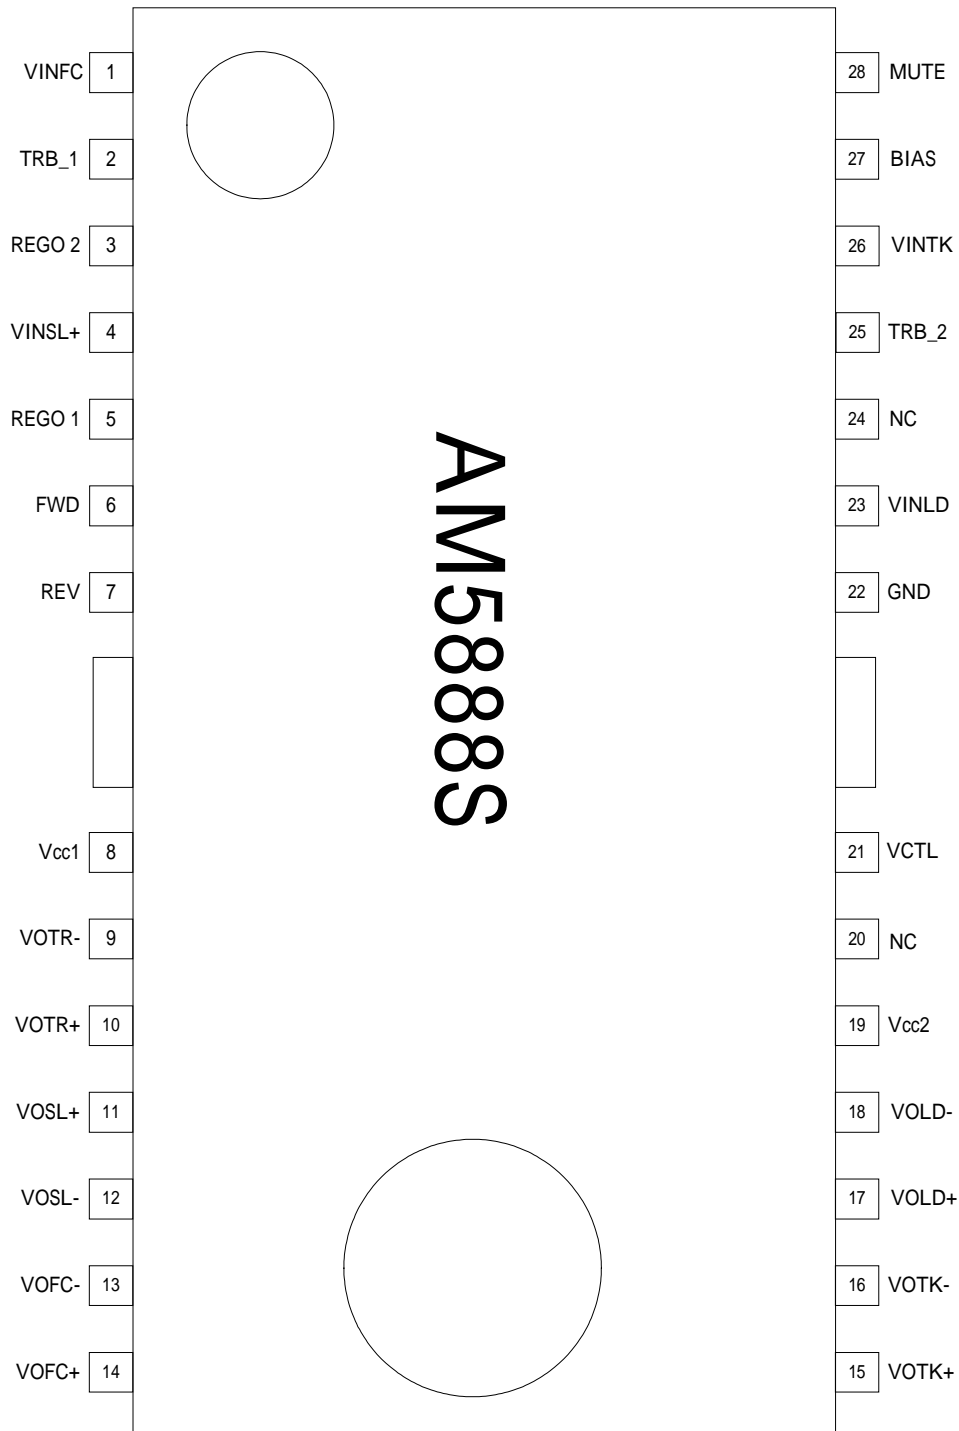 VINFC 1
TRB_1 2
REGO 2 3
VINSL+ 4
REGO 1 5
FWD 6
REV 7
Vcc1 8
VOTR- 9
VOTR+ 10
VOSL+ 11
VOSL- 12
VOFC- 13
VOFC+ 14
AM5888S
28 MUTE
27 BIAS
26 VINTK
25 TRB_2
24 NC
23 VINLD
22 GND
21 VCTL
20 NC
19 Vcc2
18 VOLD-
17 VOLD+
16 VOTK-
15 VOTK+